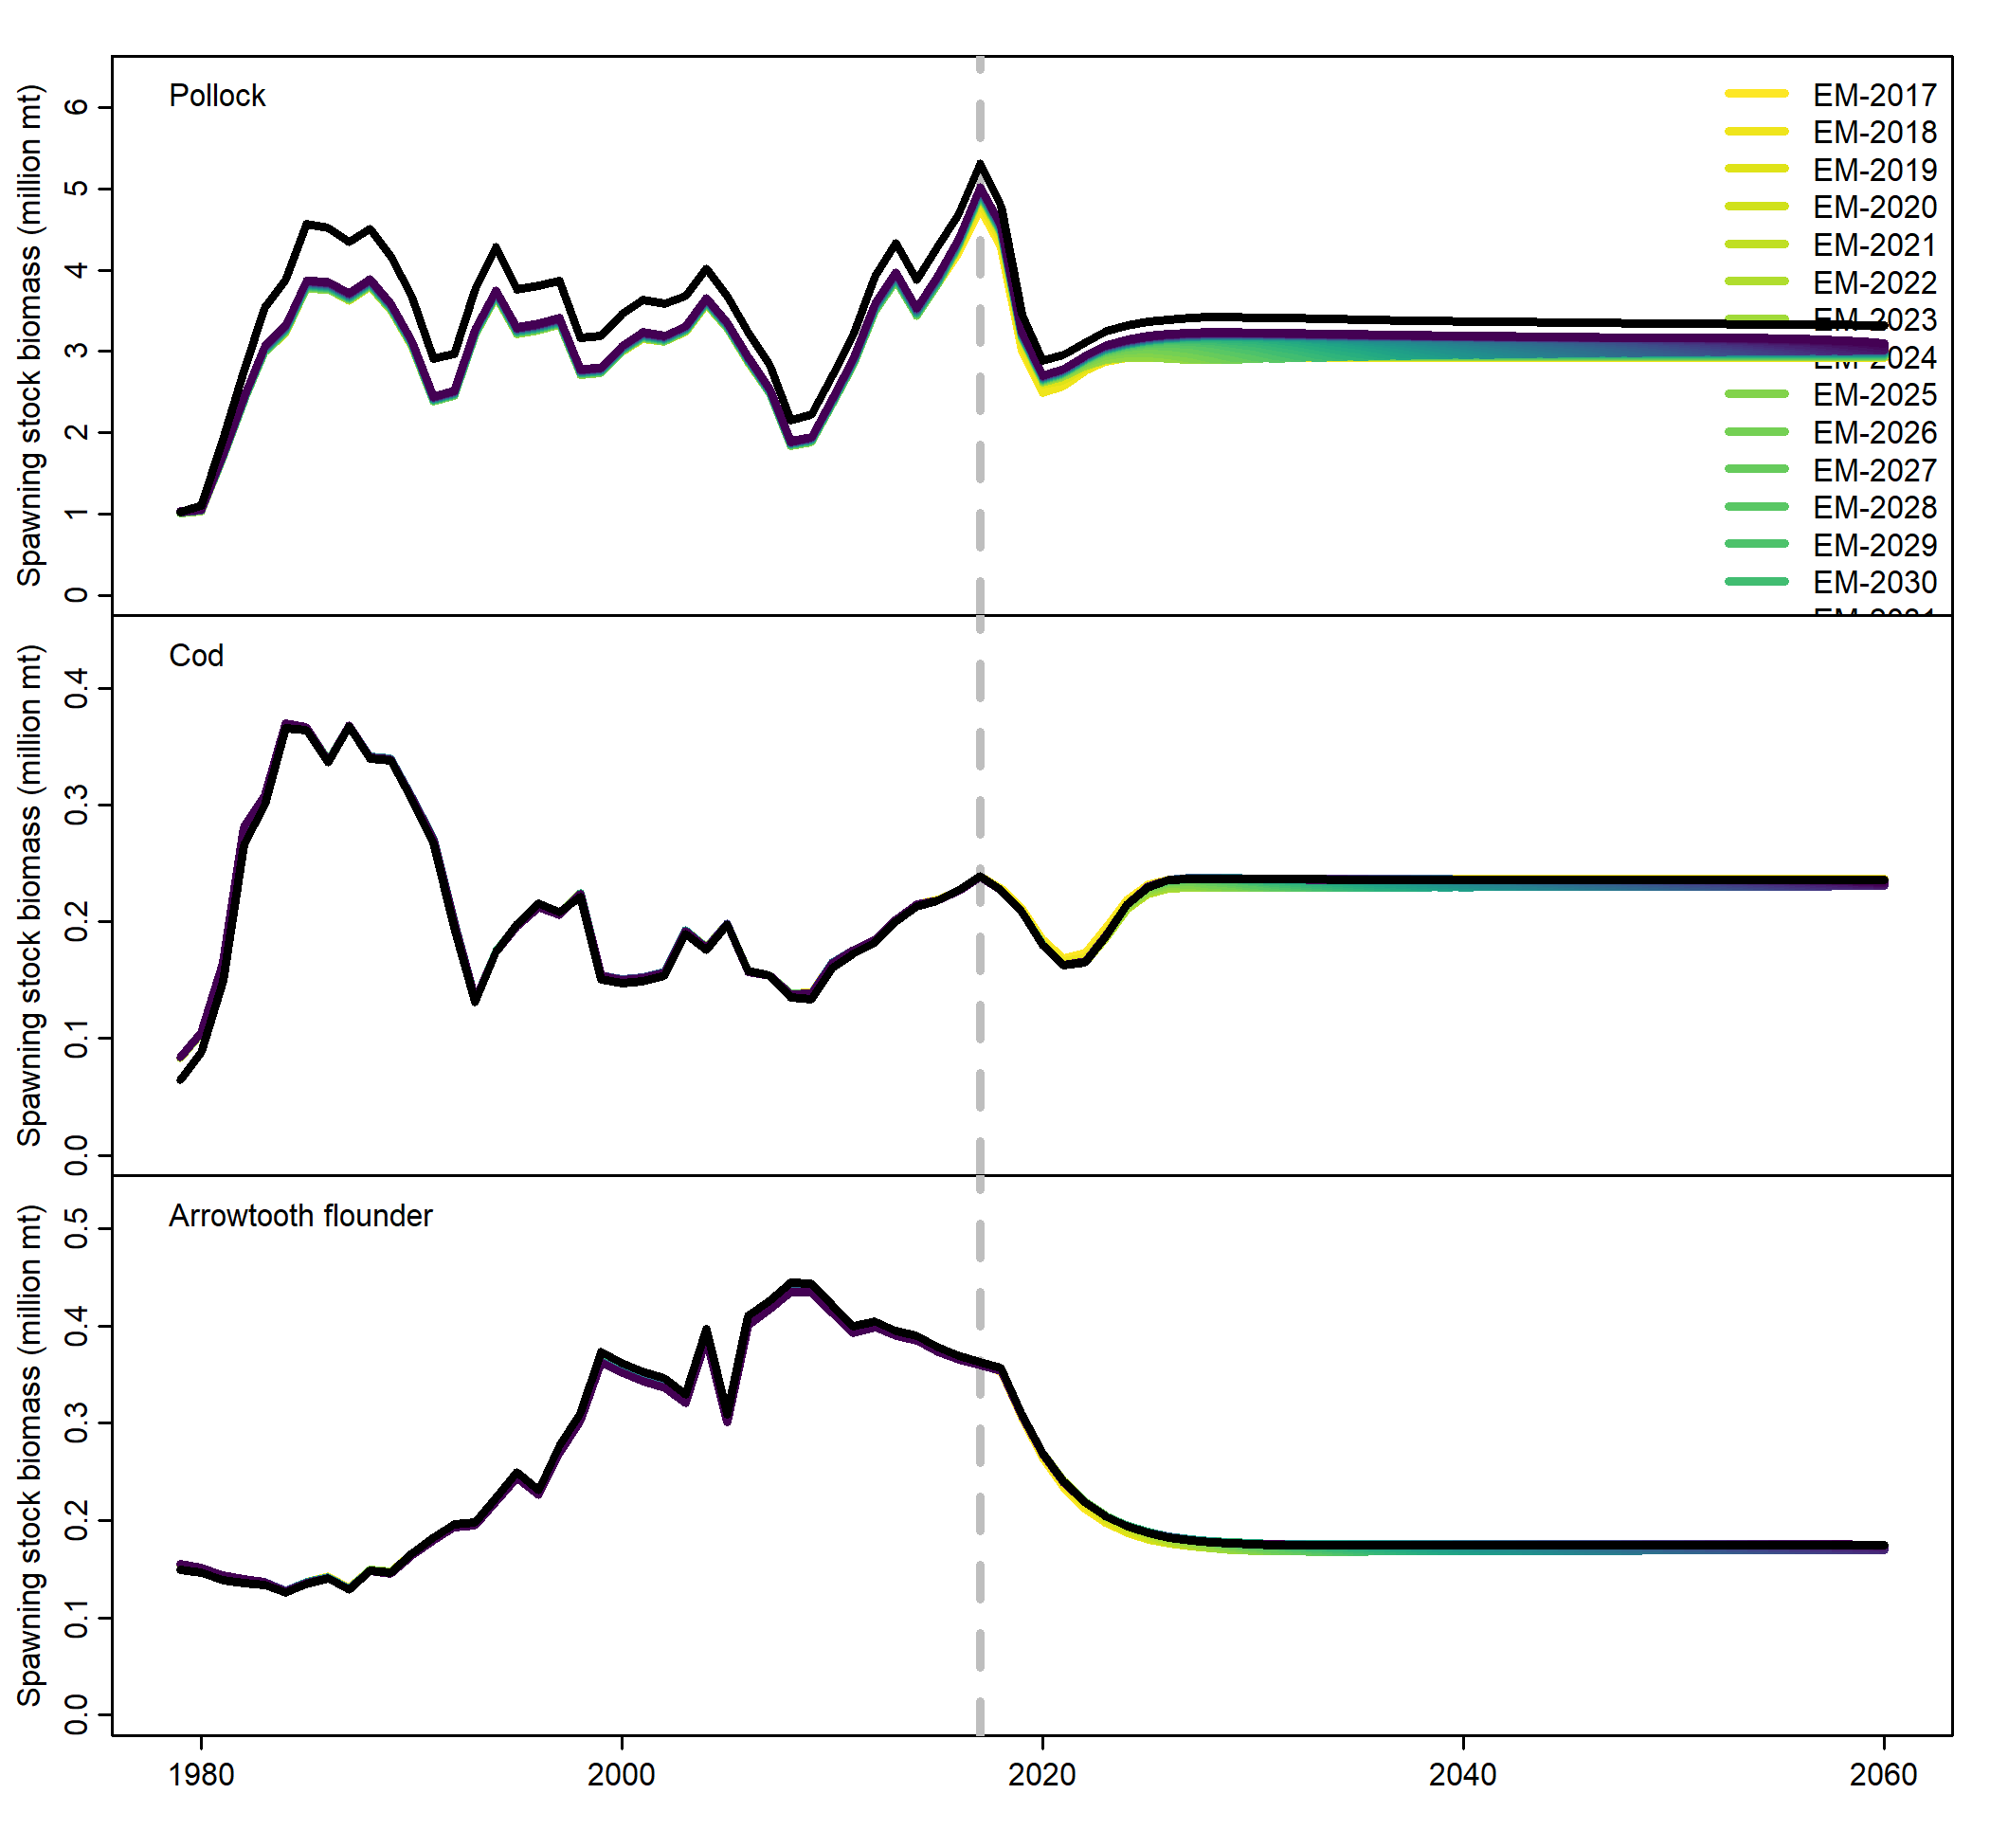 Pollock
Spawning stock biomass (million mt)
6
5
4
3
2
1
0
EM-2017
EM-2018
EM-2019
EM-2020
EM-2021
EM-2022
EM-2023
EM-2024
EM-2025
EM-2026
EM-2027
EM-2028
EM-2029
EM-2030
Cod
Spawning stock biomass (million mt)
0.4
0.3
0.2
0.1
0.0
Arrowtooth flounder
Spawning stock biomass (million mt)
0.5
0.4
0.3
0.2
0.1
0.0
1980
2000
2020
2040
2060